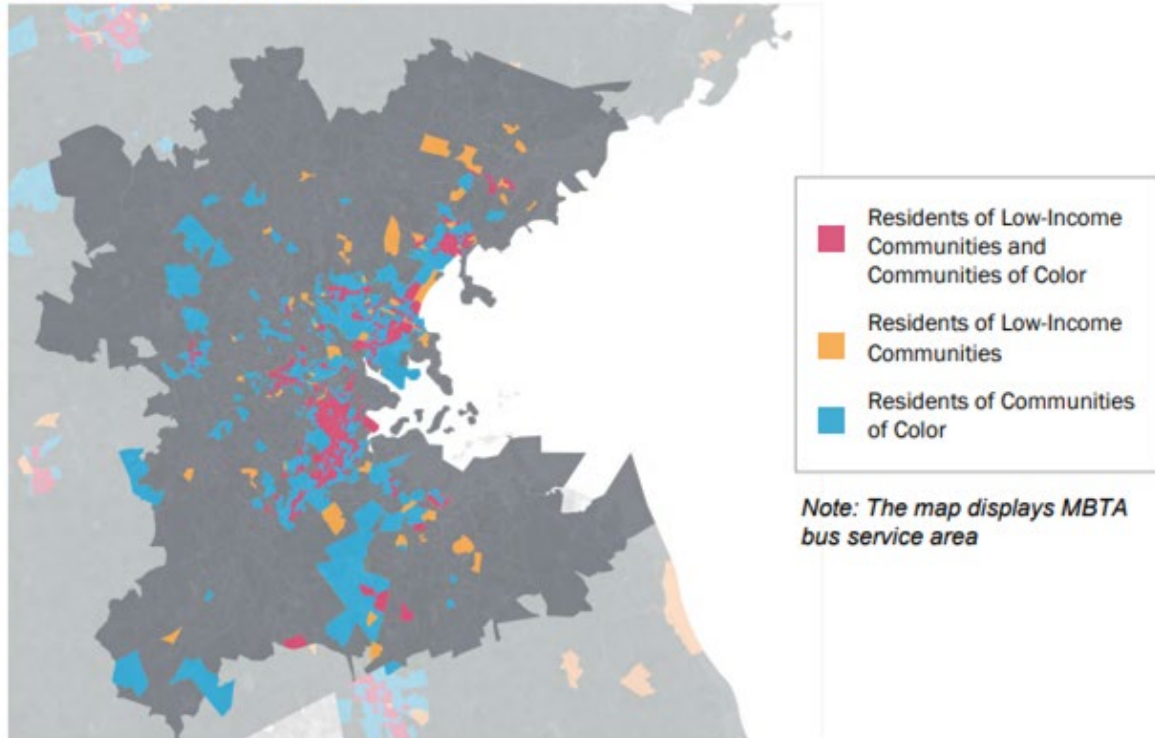 Residents of Low-Income
Communities and
Communities of Color
Residents of Low-Income
Communities
Residents of Communities
of Color
Note: The map displays MBTA
bus service area